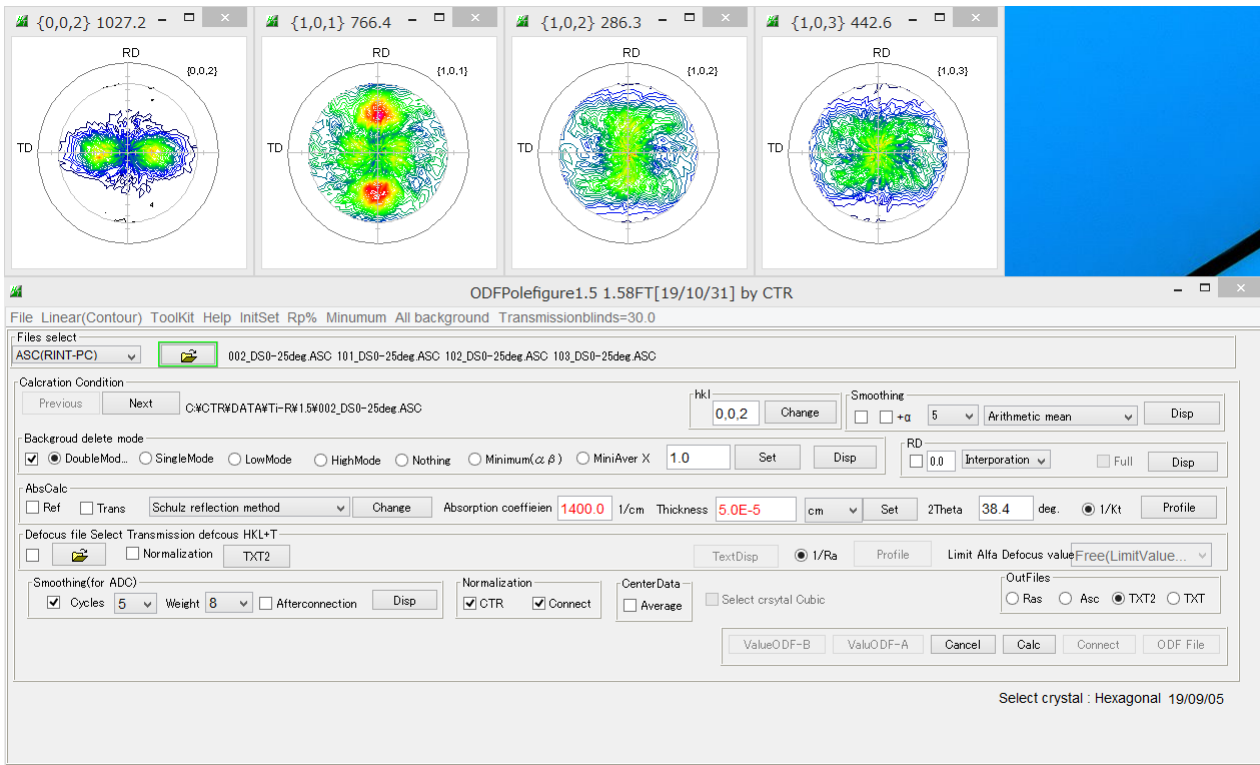 {0,0,2} 1027.2
{1,0,1} 766.4
{1,0,2} 286.3
{1,0,3} 442.6
RD
{0,0,2}
TD
4
RD
{1,0,1}
TD
RD
{1,0,2}
TD
RD
{1,0,3}
TD
ODFPolefigure1.5 1.58FT[19/10/31] by CTR
File Linear(Contour) ToolKit Help InitSet Rp% Minumum All background Transmissionblinds=30.0
Files select
ASC(RINT-PC) 002_DS0-25deg.ASC 101_DS0-25deg.ASC 102_DS0-25deg.ASC 103_DS0-25deg.ASC
Calcration Condition
Previous Next C:¥CTR¥DATA¥Ti-R¥1.5¥002_DS0-25deg.ASC
hkl
0,0,2 Change
Smoothing
+α 5 Arithmetic mean Disp
Backgroud delete mode
DoubleMod... SingleMode LowMode HighMode Nothing Minimum(α β) MiniAver X 1.0 Set Disp
RD
0.0 Interporation Full Disp
AbsCalc
Ref Trans Schulz reflection method Change Absorption coeffieien 1400.0 1/cm Thickness 5.0E-5 cm Set 2Theta 38.4 deg. 1/Kt Profile
Defocus file Select Transmission defcous HKL+T
Normalization TXT2 TextDisp 1/Ra Profile Limit Alfa Defocus value Free(LimitValue...
Smoothing(for ADC)
Cycles 5 Weight 8 Afterconnection Disp
Normalization
CTR Connect
CenterData
Average
Select crsytal Cubic
OutFiles
Ras Asc TXT2 TXT
ValueODF-B ValuODF-A Cancel Calc Connect ODF File
Select crystal : Hexagonal 19/09/05